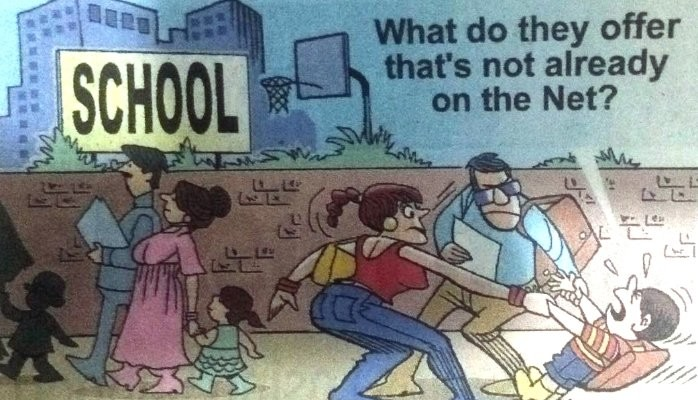 What do they offer
that's not already
on the Net?
SCHOOL